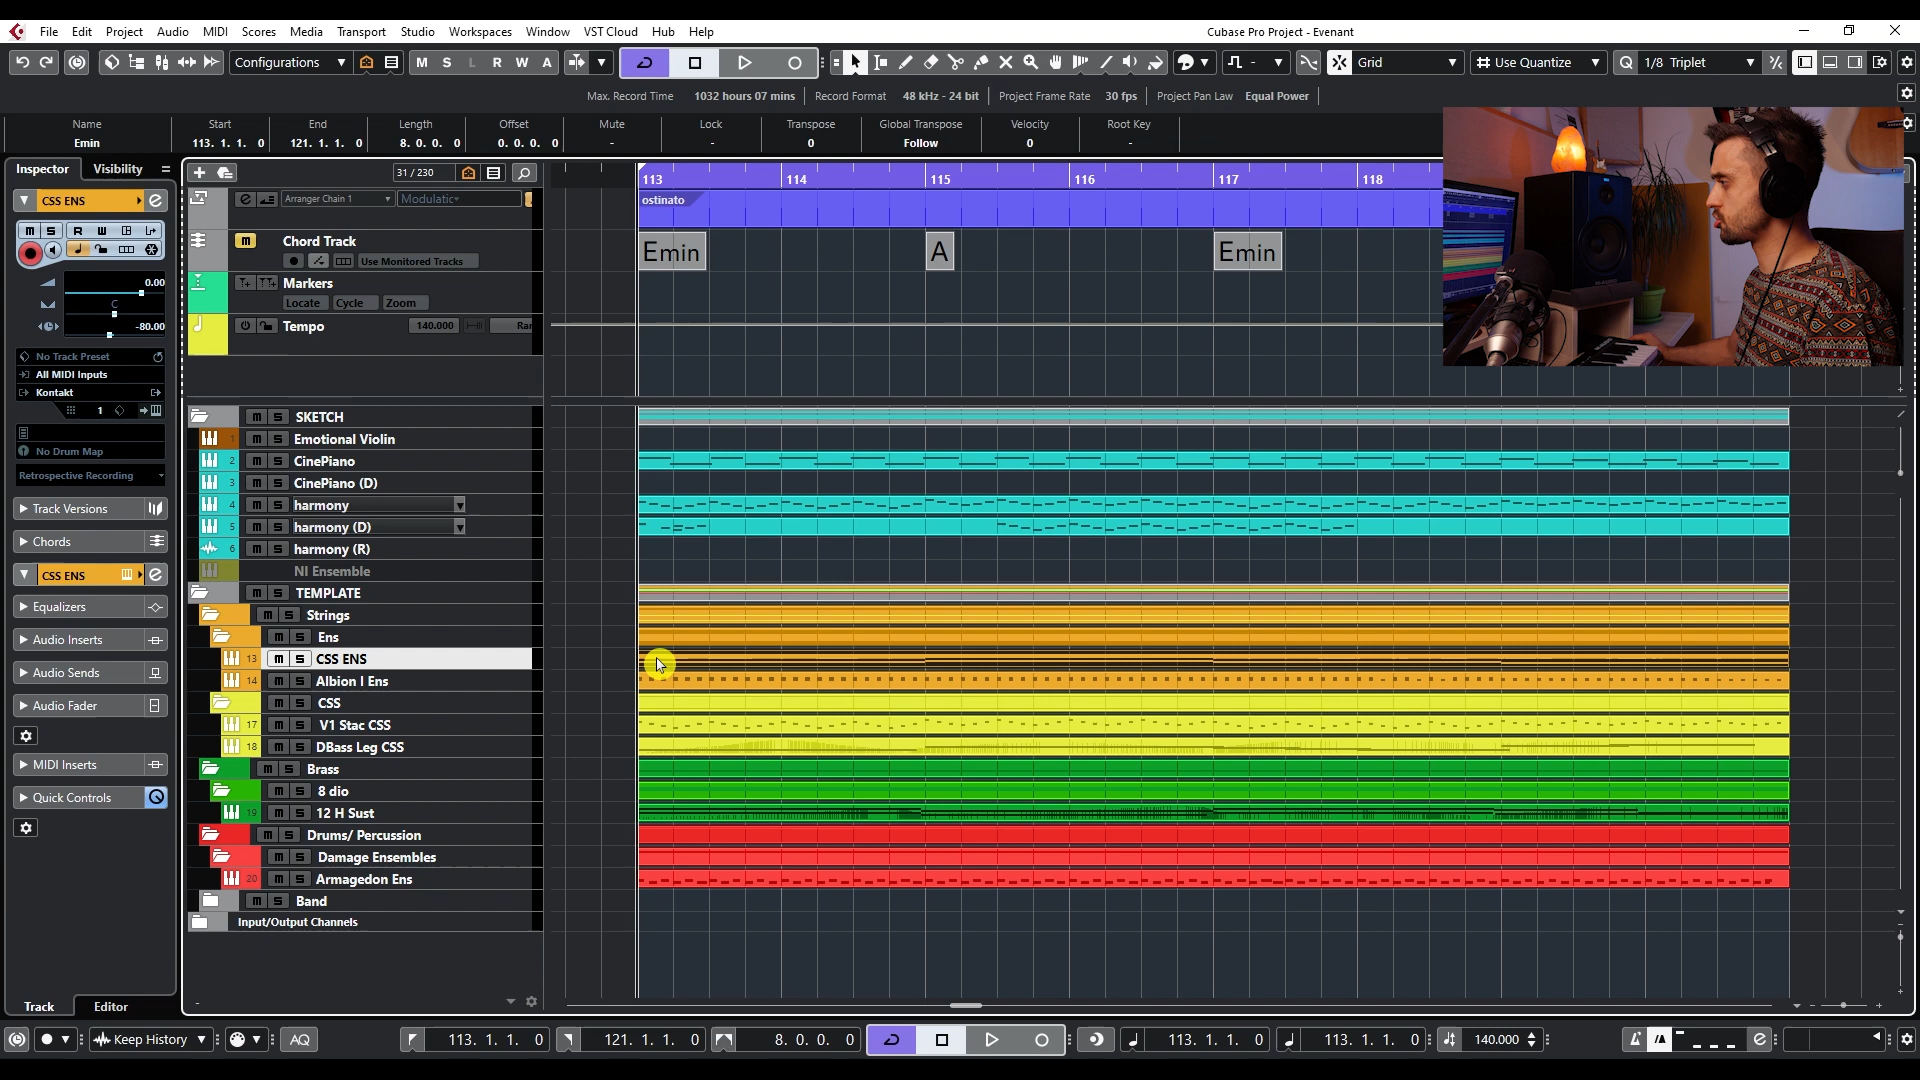 File Edit Project Audio MIDI Scores Media Transport Studio Workspaces Window VST Cloud Hub Help
Cubase Pro Project - Evenant
Configurations
M S L R W A
Grid
Use Quantize
1/8 Triplet
Max. Record Time 1032 hours 07 mins
Record Format 48 kHz - 24 bit
Project Frame Rate 30 fps
Project Pan Law Equal Power
Name Start End Length Offset Mute Lock Transpose Global Transpose Velocity Root Key
Emin 113. 1. 1. 0 121. 1. 1. 0 8. 0. 0. 0 0. 0. 0. 0 - - 0 Follow 0 -
Inspector Visibility
31 / 230
113 114 115 116 117 118
CSS ENS
Arranger Chain 1
Modulatic
ostinato
m S R W
m
Chord Track
Emin A Emin
Use Monitored Tracks
0.00
Markers
C
Locate Cycle Zoom
-80.00
Tempo
140.000
Ran
No Track Preset
All MIDI Inputs
Kontakt
1
No Drum Map
Retrospective Recording
Track Versions
Chords
CSS ENS
Equalizers
Audio Inserts
Audio Sends
Audio Fader
MIDI Inserts
Quick Controls
m S SKETCH
1 m S Emotional Violin
2 m S CinePiano
3 m S CinePiano (D)
4 m S harmony
5 m S harmony (D)
6 m S harmony (R)
NI Ensemble
m S TEMPLATE
m S Strings
m S Ens
13 m S CSS ENS
14 m S Albion I Ens
m S CSS
17 m S V1 Stac CSS
18 m S DBass Leg CSS
m S Brass
m S 8 dio
19 m S 12 H Sust
m S Drums/ Percussion
m S Damage Ensembles
20 m S Armagedon Ens
m S Band
Input/Output Channels
Track Editor
Keep History
AQ
113. 1. 1. 0
121. 1. 1. 0
8. 0. 0. 0
113. 1. 1. 0
113. 1. 1. 0
140.000